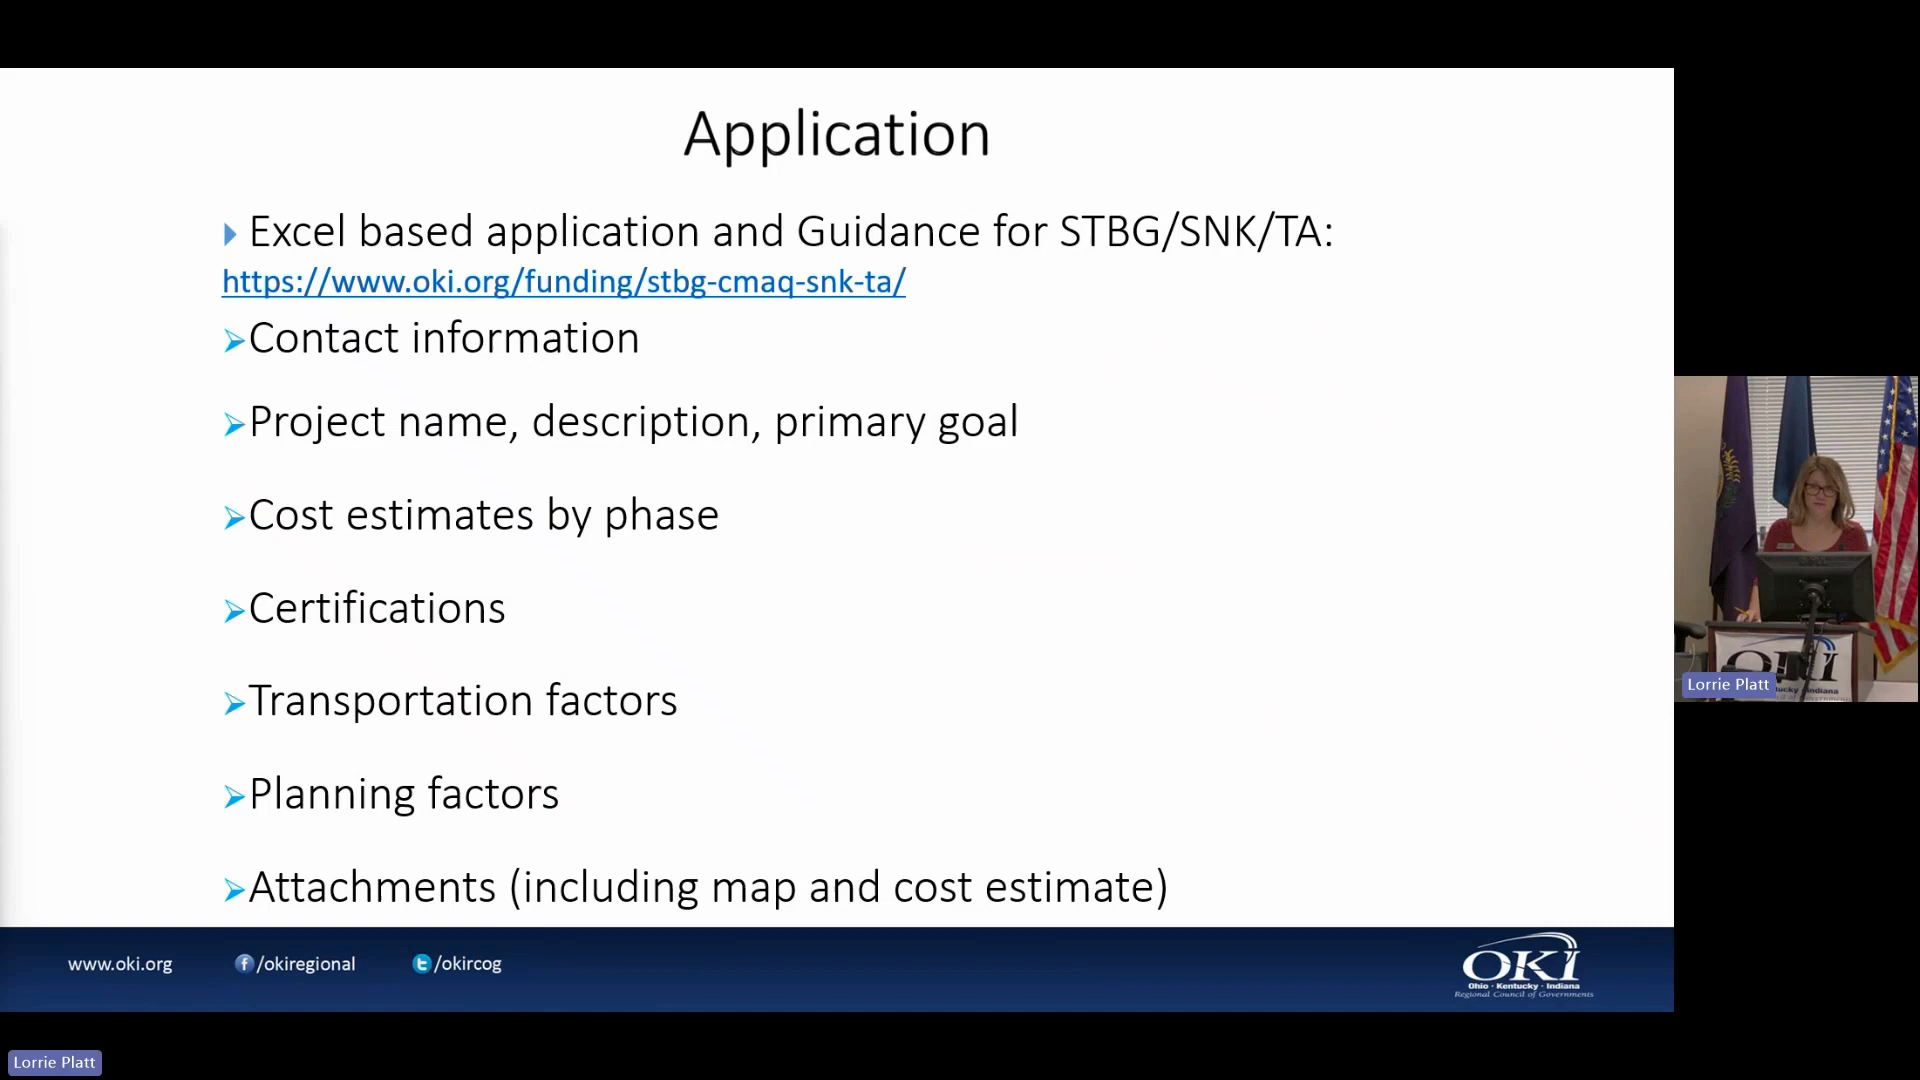 Application
Excel based application and Guidance for STBG/SNK/TA:
https://www.oki.org/funding/stbg-cmaq-snk-ta/
Contact information
Project name, description, primary goal
Cost estimates by phase
Certifications
Transportation factors
Planning factors
Attachments (including map and cost estimate)
www.oki.org
/okiregional
/okircog
OKI
Ohio - Kentucky - Indiana
Regional Council of Governments
OKI
Lorrie Platt
Lorrie Platt